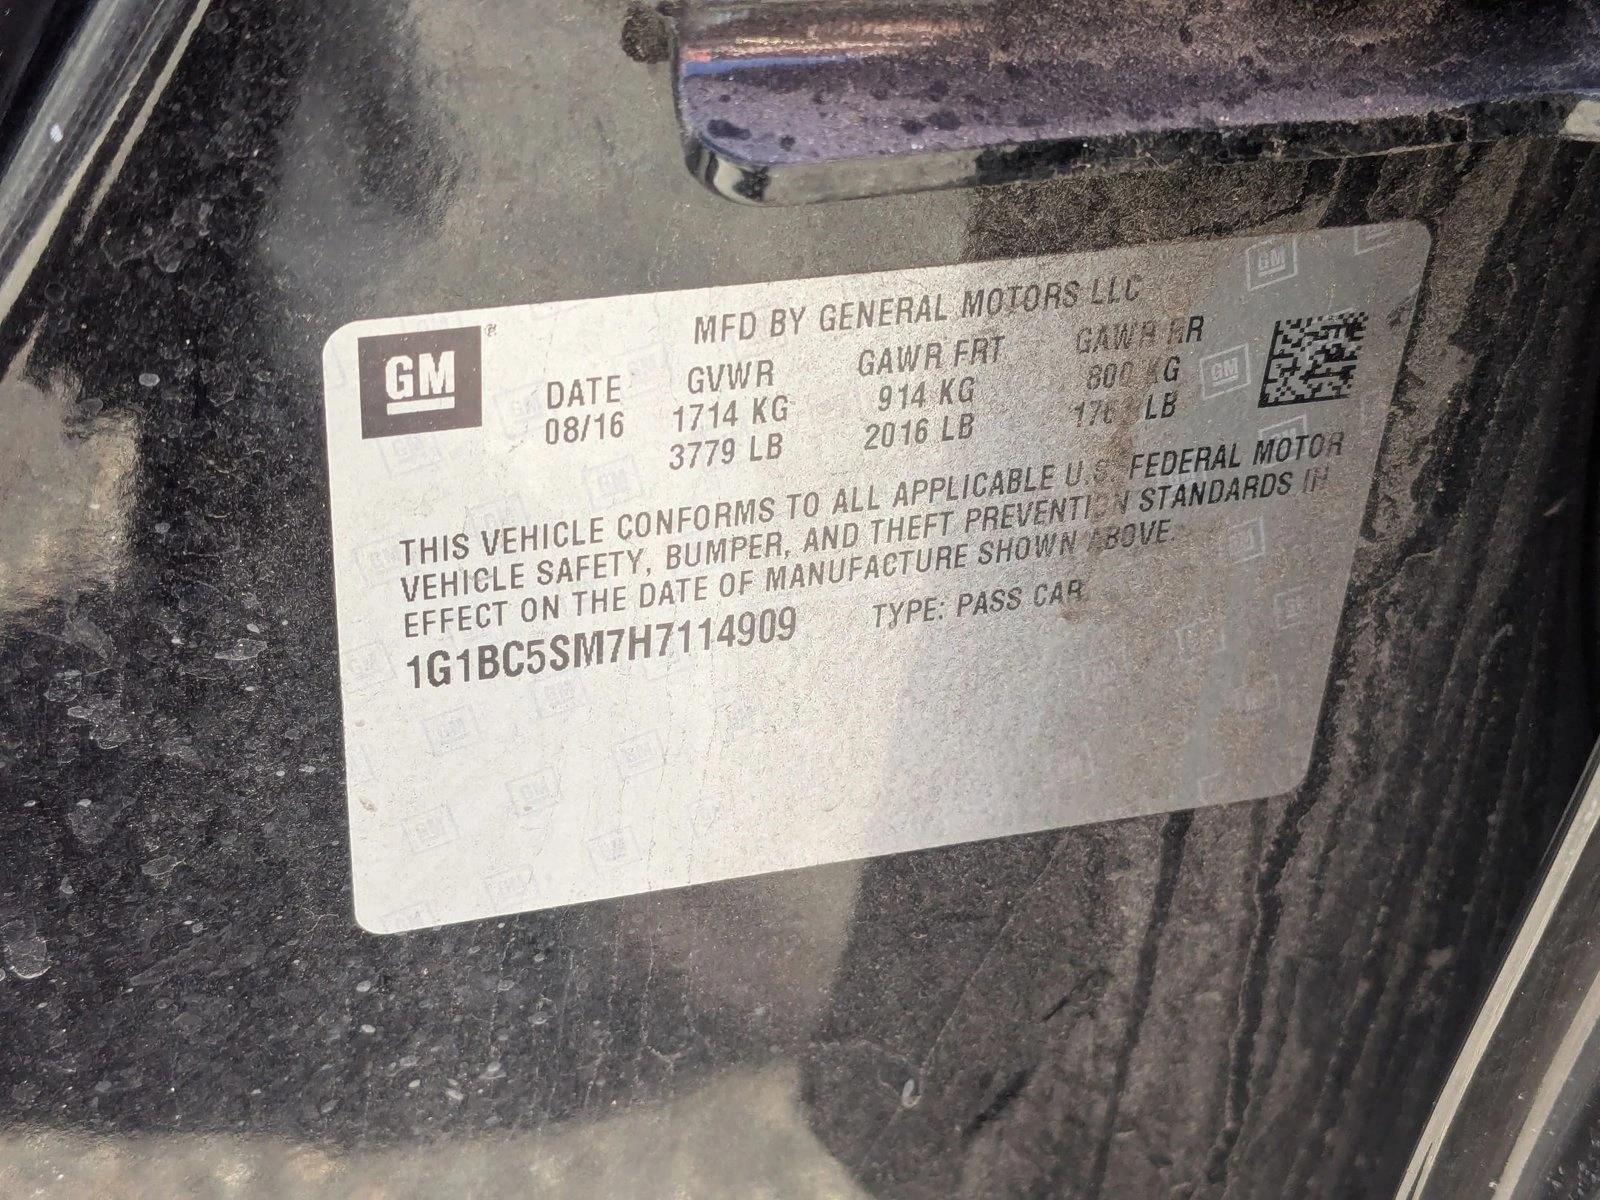 GM®
MFD BY GENERAL MOTORS LLC
DATE GVWR GAWR FRT GAWR RR
08/16 1714 KG 914 KG 800 KG
3779 LB 2016 LB LB
THIS VEHICLE CONFORMS TO ALL APPLICABLE U.S. FEDERAL MOTOR
VEHICLE SAFETY, BUMPER, AND THEFT PREVENTION STANDARDS IN
EFFECT ON THE DATE OF MANUFACTURE SHOWN ABOVE.
1G1BC5SM7H7114909 TYPE: PASS CAR